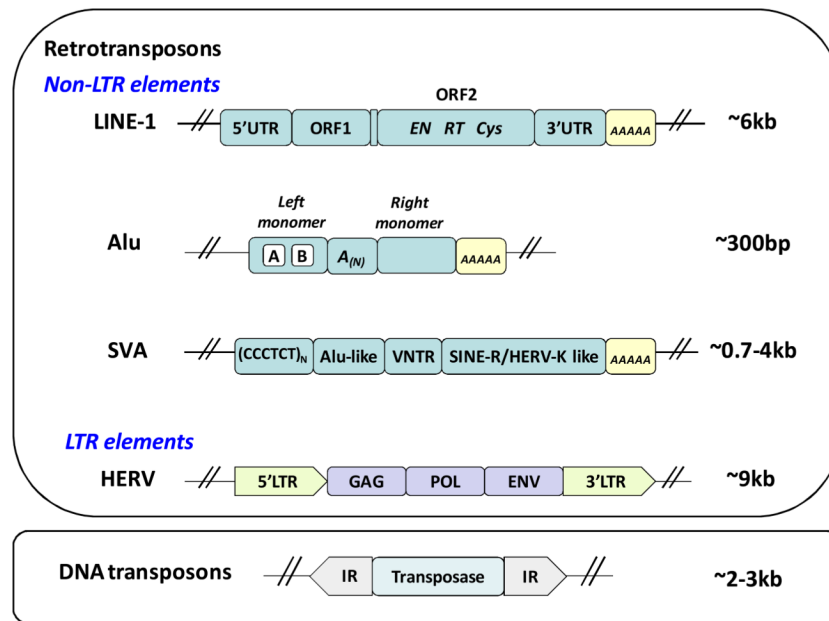 Retrotransposons
Non-LTR elements
ORF2
LINE-1 5'UTR ORF1 EN RT Cys 3'UTR AAAAA ~6kb
Left monomer Right monomer
Alu A B A(N) AAAAA ~300bp
SVA (CCCTCT)N Alu-like VNTR SINE-R/HERV-K like AAAAA ~0.7-4kb
LTR elements
HERV 5'LTR GAG POL ENV 3'LTR ~9kb
DNA transposons IR Transposase IR ~2-3kb